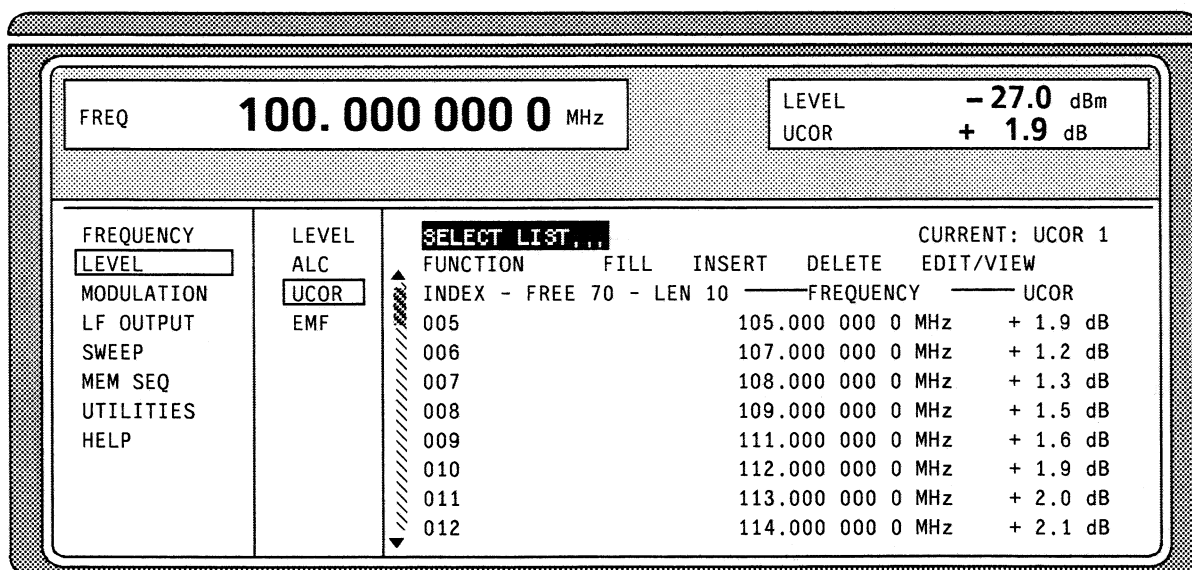 FREQ 100. 000 000 0 MHz
LEVEL - 27.0 dBm
UCOR + 1.9 dB
FREQUENCY
LEVEL
MODULATION
LF OUTPUT
SWEEP
MEM SEQ
UTILITIES
HELP
LEVEL
ALC
UCOR
EMF
SELECT LIST... CURRENT: UCOR 1
FUNCTION FILL INSERT DELETE EDIT/VIEW
INDEX - FREE 70 - LEN 10 FREQUENCY UCOR
005 105.000 000 0 MHz + 1.9 dB
006 107.000 000 0 MHz + 1.2 dB
007 108.000 000 0 MHz + 1.3 dB
008 109.000 000 0 MHz + 1.5 dB
009 111.000 000 0 MHz + 1.6 dB
010 112.000 000 0 MHz + 1.9 dB
011 113.000 000 0 MHz + 2.0 dB
012 114.000 000 0 MHz + 2.1 dB